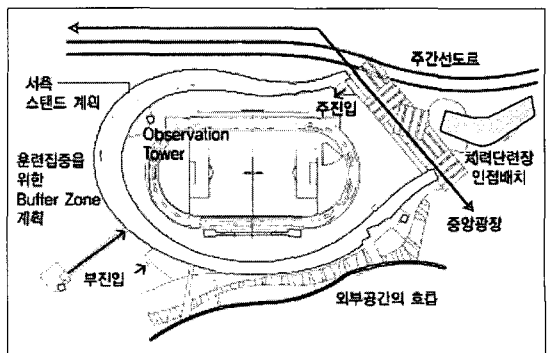 주간선도로
서측
스탠드 계획
주진입
Observation
Tower
훈련집중을
위한
Buffer Zone
계획
체력단련장
인접배치
중앙광장
부진입
외부공간의 흐름